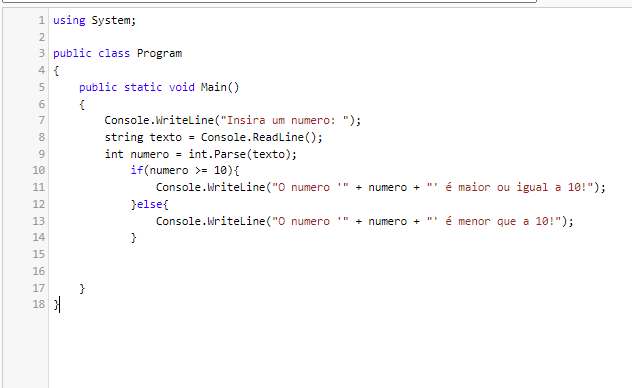 1 using System;
2
3 public class Program
4 {
5     public static void Main()
6     {
7         Console.WriteLine("Insira um numero: ");
8         string texto = Console.ReadLine();
9         int numero = int.Parse(texto);
10             if(numero >= 10){
11                 Console.WriteLine("O numero '" + numero + "' é maior ou igual a 10!");
12             }else{
13                 Console.WriteLine("O numero '" + numero + "' é menor que a 10!");
14             }
15
16
17     }
18 }